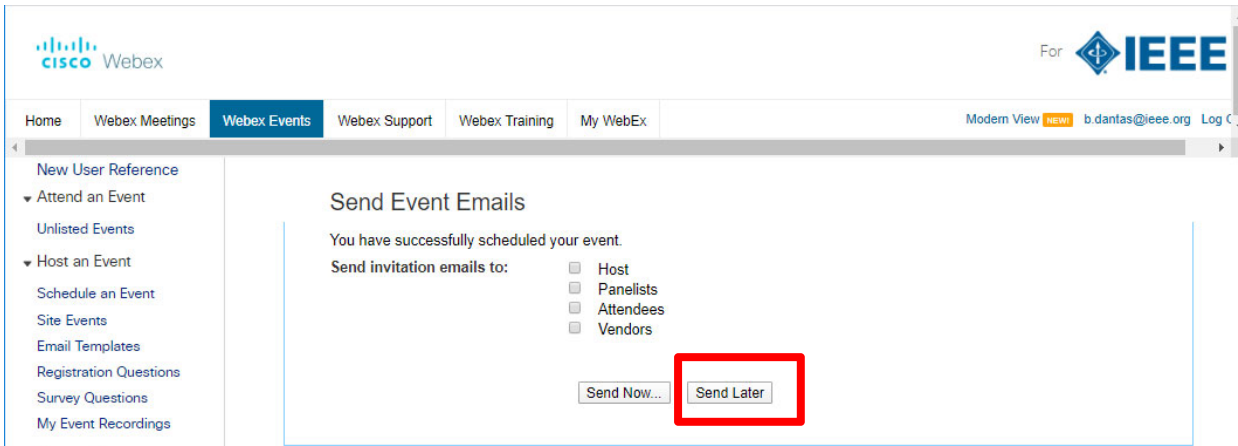 cisco Webex
For IEEE
Home Webex Meetings Webex Events Webex Support Webex Training My WebEx Modern View NEW! b.dantas@ieee.org Log
New User Reference
Attend an Event
Unlisted Events
Host an Event
Schedule an Event
Site Events
Email Templates
Registration Questions
Survey Questions
My Event Recordings
Send Event Emails
You have successfully scheduled your event.
Send invitation emails to:
Host
Panelists
Attendees
Vendors
Send Now... Send Later